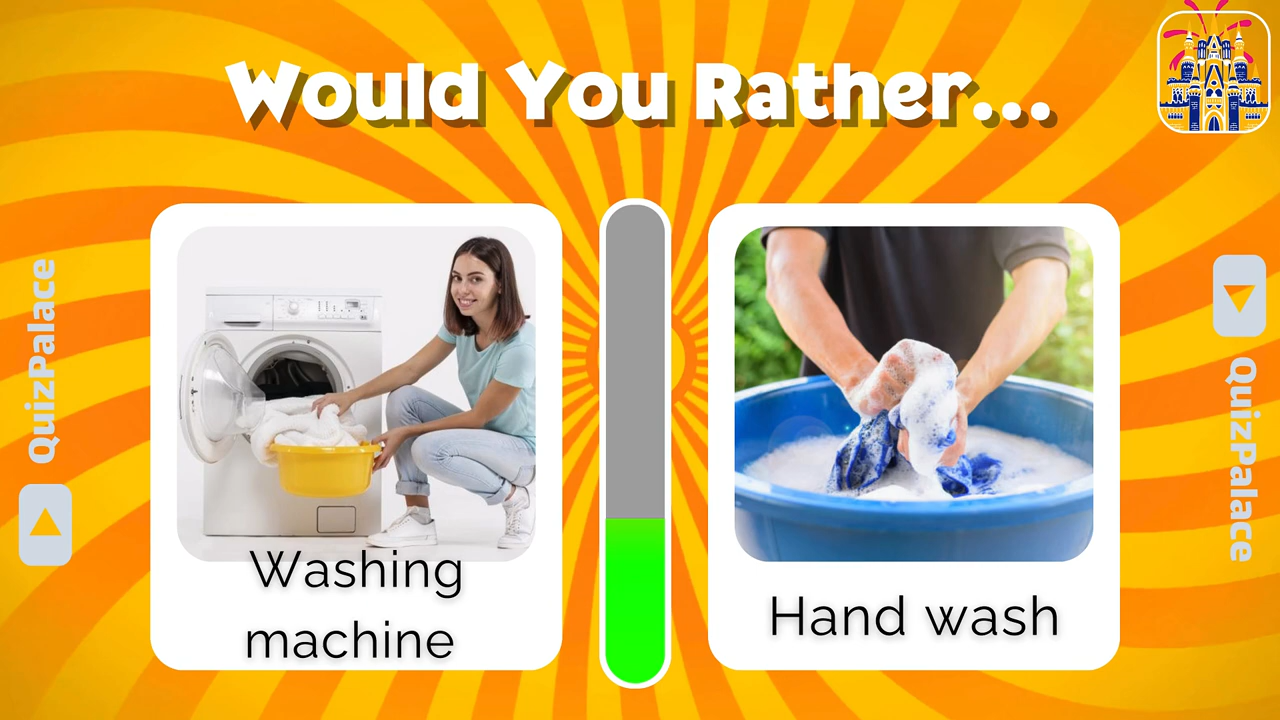 Would You Rather...
QuizPalace
Washing
machine
Hand wash
QuizPalace